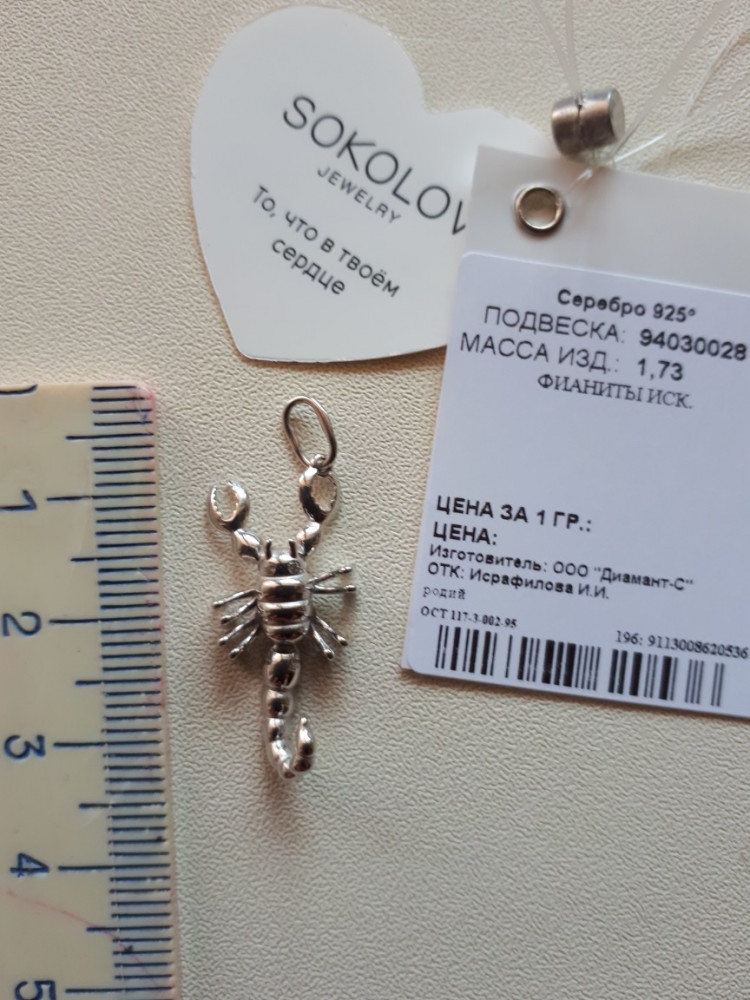 SOKOLOV
JEWELRY
То, что в твоём
сердце
Серебро 925°
ПОДВЕСКА: 94030028
МАССА ИЗД.: 1,73
ФИАНИТЫ ИСК.
ЦЕНА ЗА 1 ГР.:
ЦЕНА:
Изготовитель: ООО "Диамант-С"
ОТК: Исрафилова И.И.
родий
ОСТ 117-3-002-95
196: 9113008620536
1
2
3
4
5